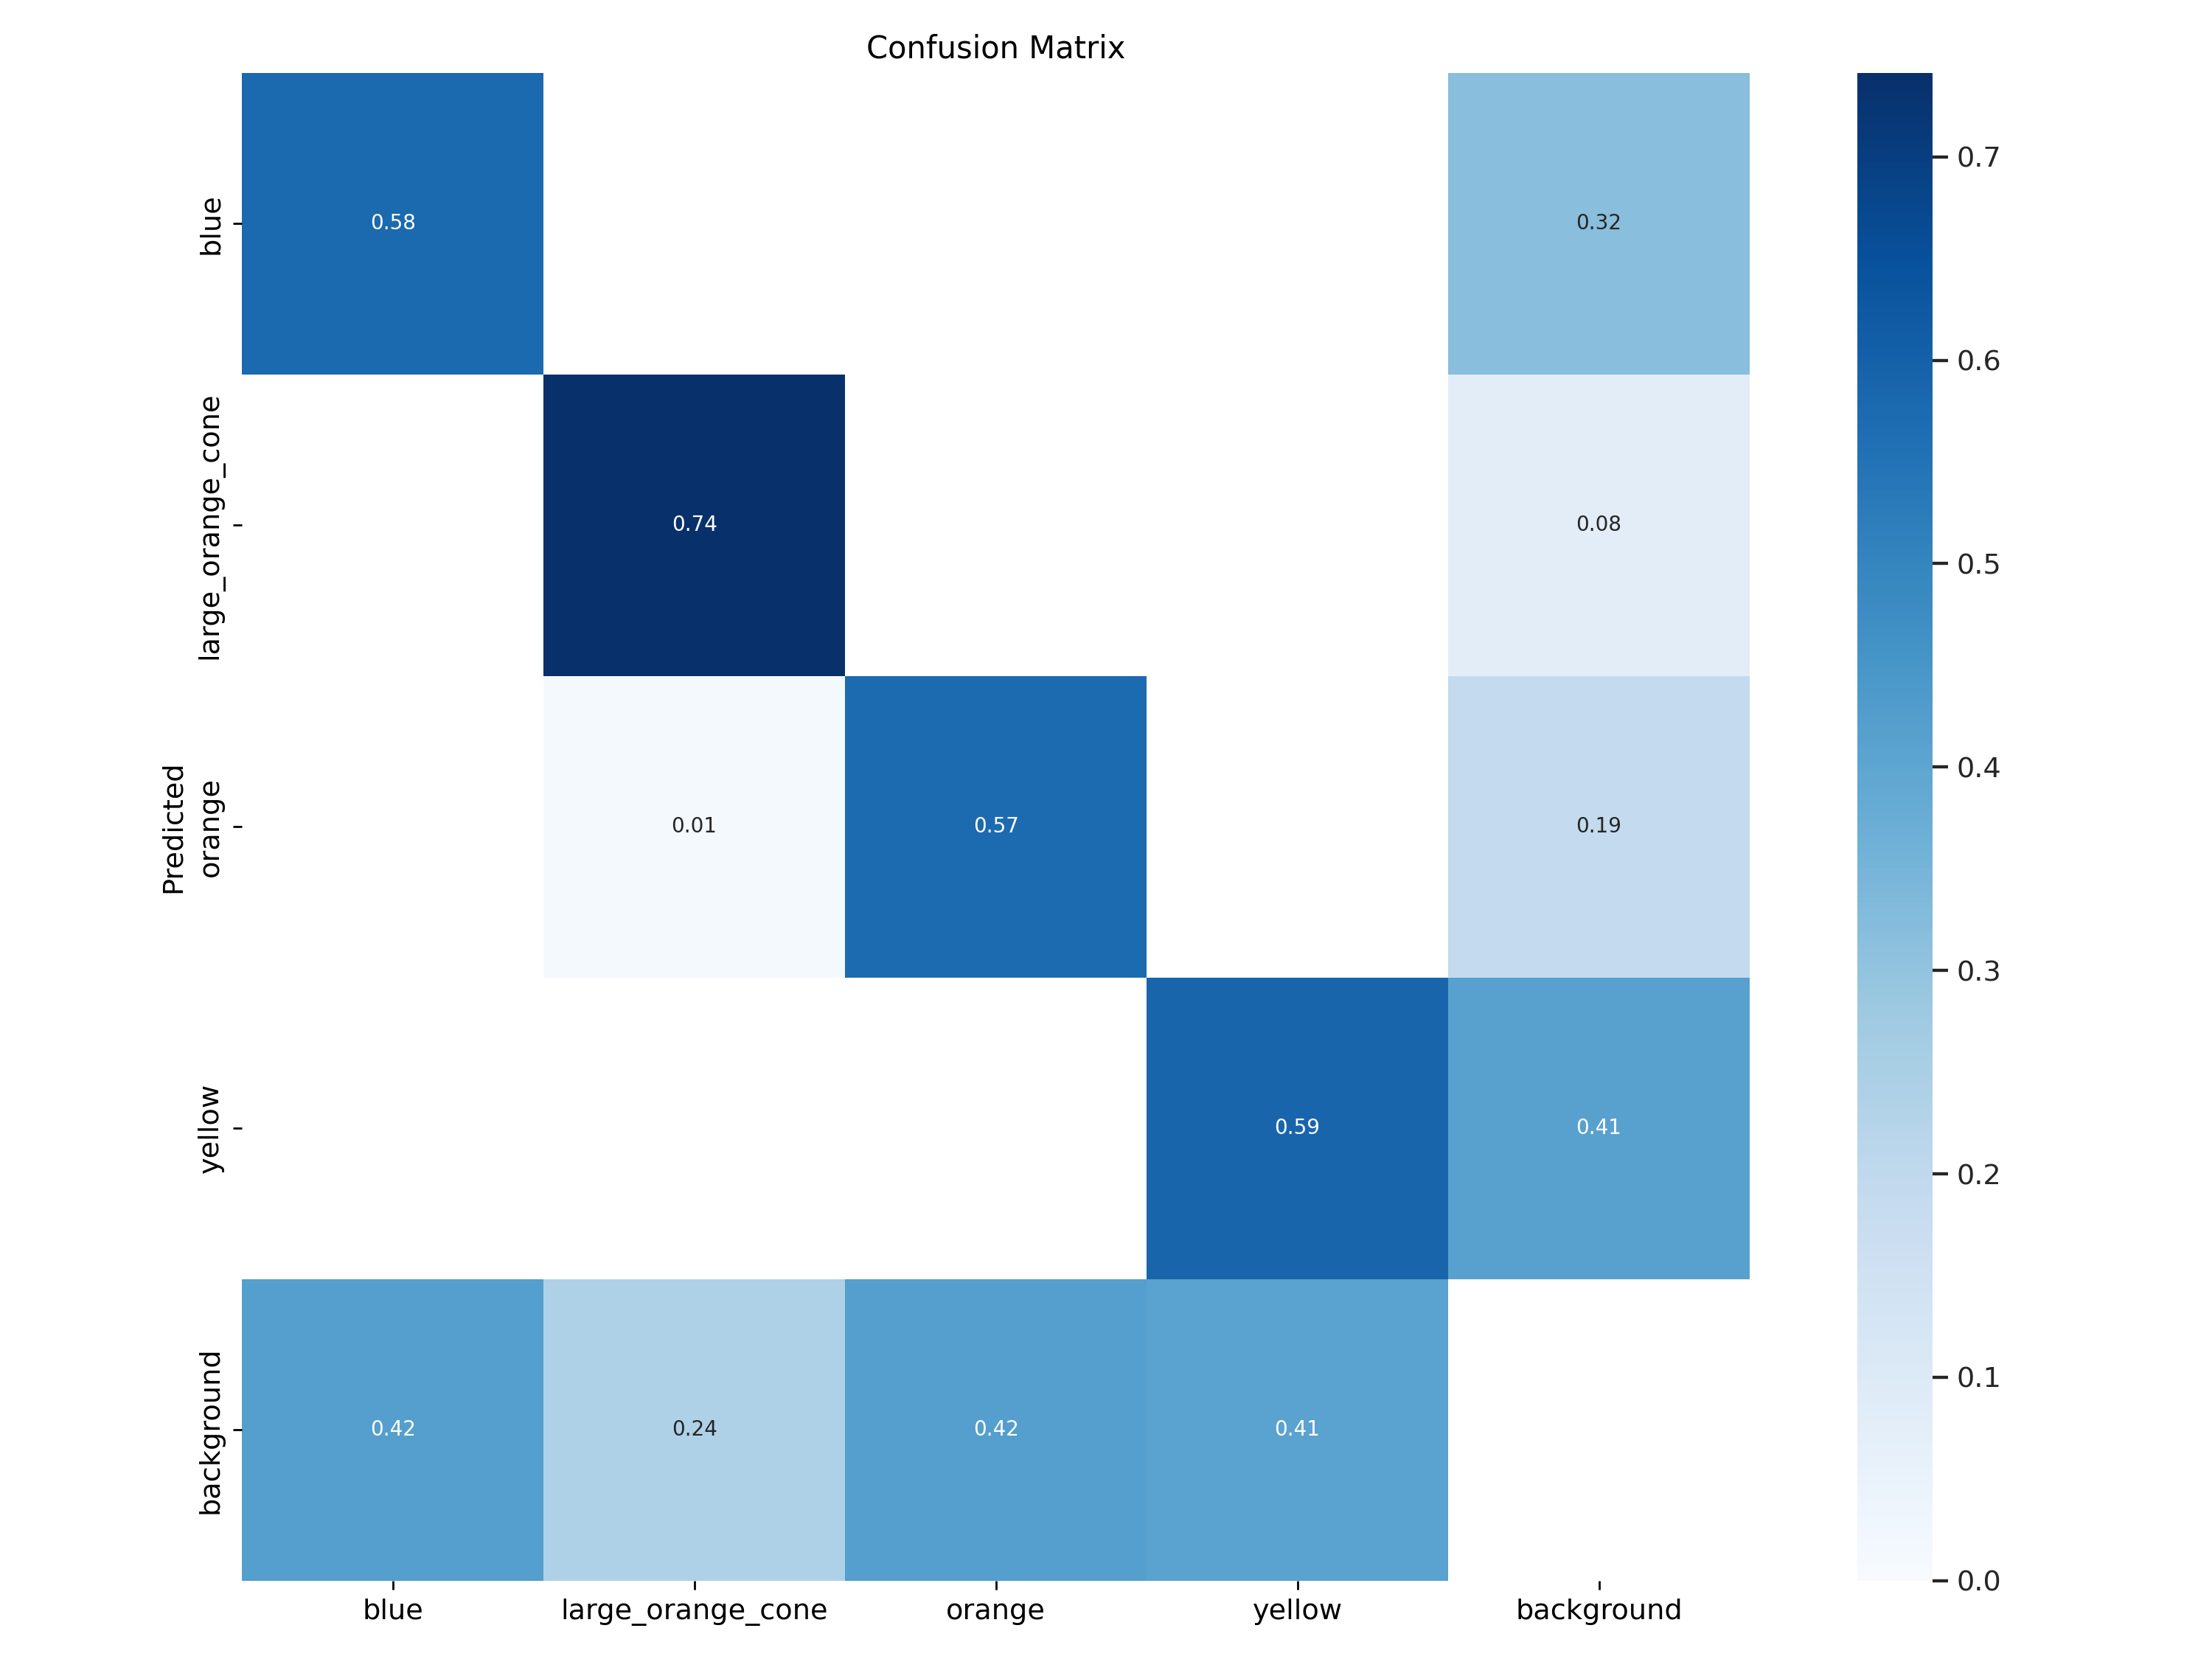 Confusion Matrix
blue
0.58
0.32
0.7
0.6
large_orange_cone
0.74
0.08
0.5
0.4
Predicted
orange
0.01
0.57
0.19
0.3
yellow
0.59
0.41
0.2
0.1
background
0.42
0.24
0.42
0.41
0.0
blue large_orange_cone orange yellow background